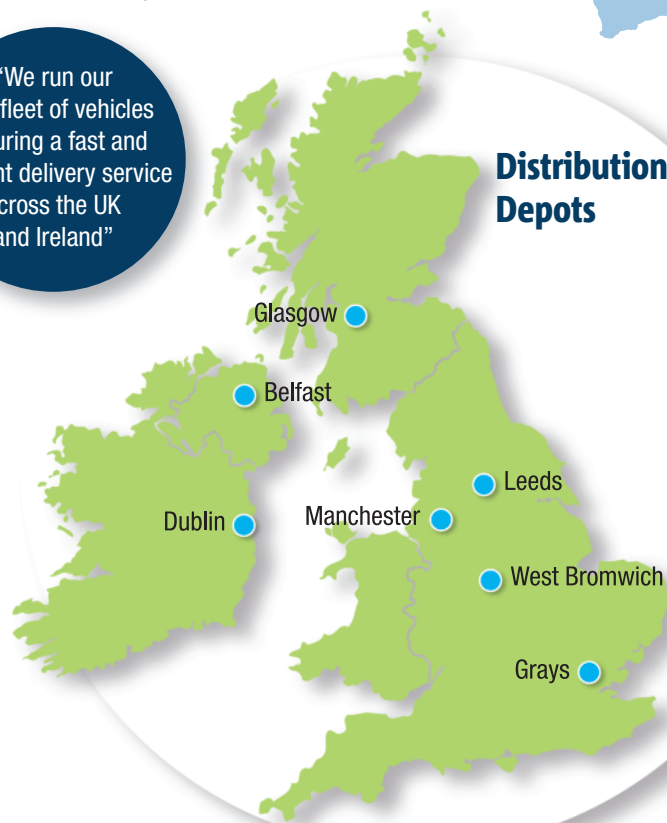 “We run our
fleet of vehicles
uring a fast and
nt delivery service
cross the UK
and Ireland”
Distribution
Depots
Glasgow
Belfast
Leeds
Dublin
Manchester
West Bromwich
Grays